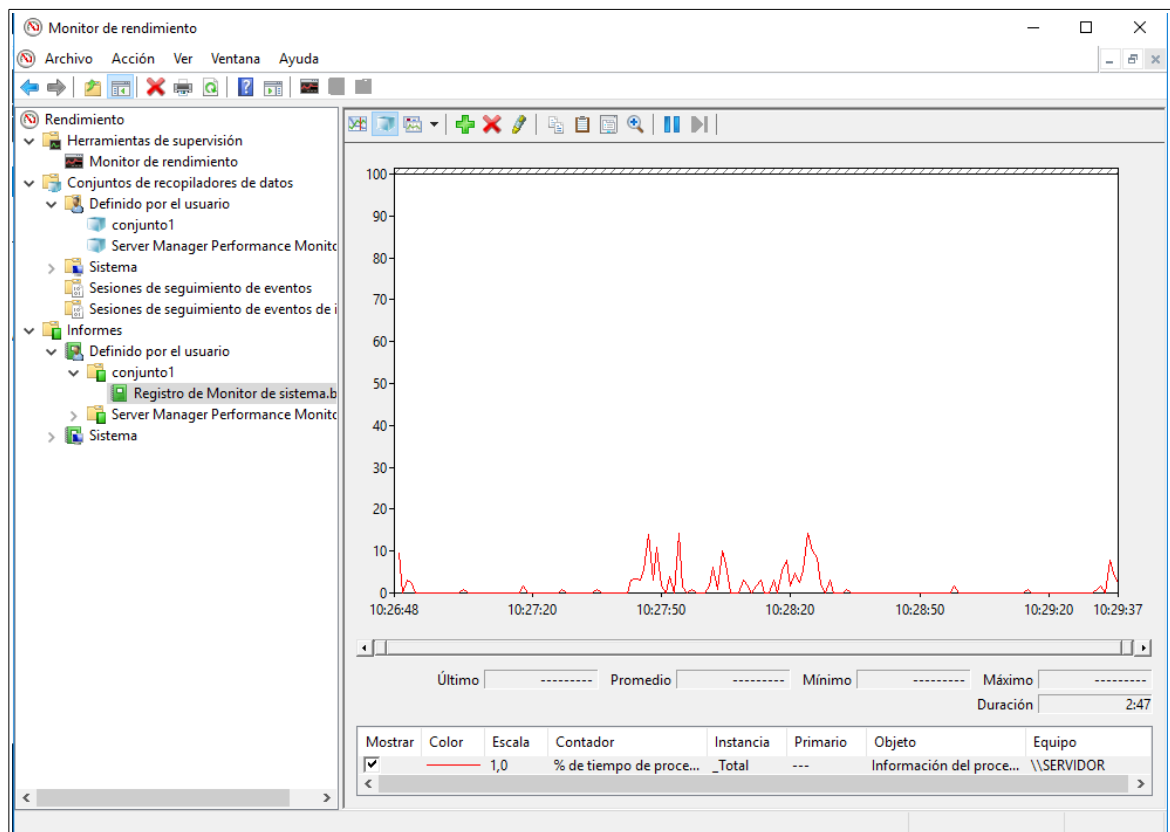 Monitor de rendimiento
Archivo Acción Ver Ventana Ayuda
Rendimiento
Herramientas de supervisión
Monitor de rendimiento
Conjuntos de recopiladores de datos
Definido por el usuario
conjunto1
Server Manager Performance Monito
Sistema
Sesiones de seguimiento de eventos
Sesiones de seguimiento de eventos de i
Informes
Definido por el usuario
conjunto1
Registro de Monitor de sistema.b
Server Manager Performance Monito
Sistema
100
90
80
70
60
50
40
30
20
10
0
10:26:48 10:27:20 10:27:50 10:28:20 10:28:50 10:29:20 10:29:37
Último --------- Promedio --------- Mínimo --------- Máximo ---------
Duración 2:47
Mostrar Color Escala Contador Instancia Primario Objeto Equipo
1,0 % de tiempo de proce... _Total --- Información del proce... \\SERVIDOR